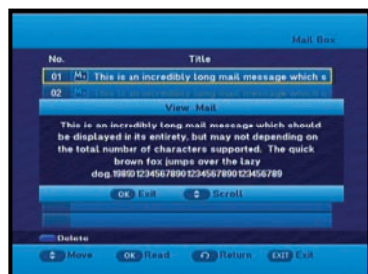 Mail Box
No. Title
01 This is an incredibly long mail message which s
02
View Mail
This is an incredibly long mail message which should
be displayed in its entirety, but may not depending on
the total number of characters supported. The quick
brown fox jumps over the lazy
OK Exit Scroll
Delete
Move OK Read Return EXIT Exit